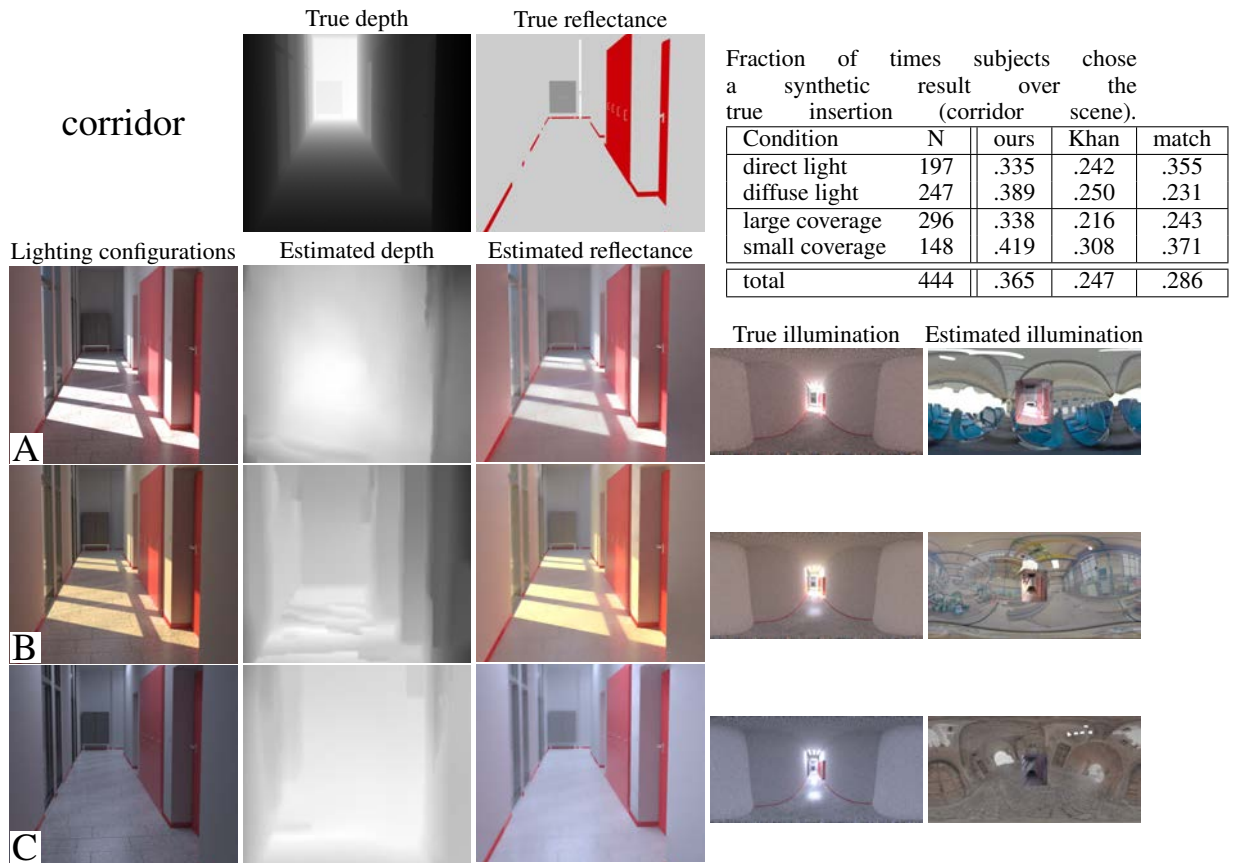 True depth
True reflectance
corridor
Fraction of times subjects chose
a synthetic result over the
true insertion (corridor scene).
Condition N ours Khan match
direct light 197 .335 .242 .355
diffuse light 247 .389 .250 .231
large coverage 296 .338 .216 .243
small coverage 148 .419 .308 .371
total 444 .365 .247 .286
Lighting configurations
Estimated depth
Estimated reflectance
True illumination
Estimated illumination
A
B
C